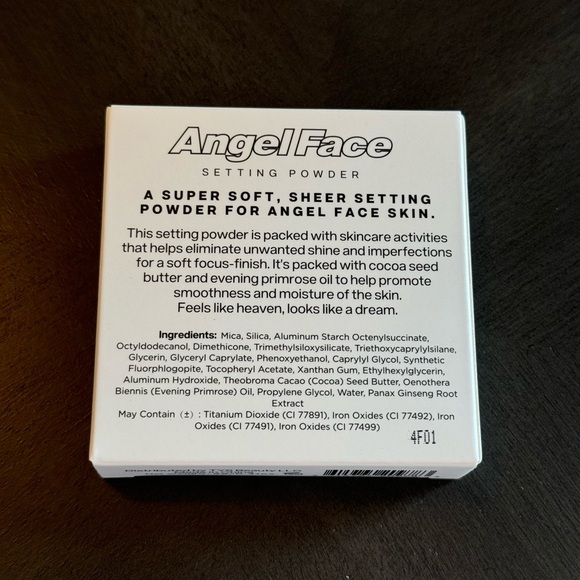 Angel Face
SETTING POWDER
A SUPER SOFT, SHEER SETTING
POWDER FOR ANGEL FACE SKIN.
This setting powder is packed with skincare activities
that helps eliminate unwanted shine and imperfections
for a soft focus-finish. It's packed with cocoa seed
butter and evening primrose oil to help promote
smoothness and moisture of the skin.
Feels like heaven, looks like a dream.
Ingredients: Mica, Silica, Aluminum Starch Octenylsuccinate,
Octyldodecanol, Dimethicone, Trimethylsiloxysilicate, Triethoxycaprylylsilane,
Glycerin, Glyceryl Caprylate, Phenoxyethanol, Caprylyl Glycol, Synthetic
Fluorphlogopite, Tocopheryl Acetate, Xanthan Gum, Ethylhexylglycerin,
Aluminum Hydroxide, Theobroma Cacao (Cocoa) Seed Butter, Oenothera
Biennis (Evening Primrose) Oil, Propylene Glycol, Water, Panax Ginseng Root
Extract
May Contain (±) : Titanium Dioxide (CI 77891), Iron Oxides (CI 77492), Iron
Oxides (CI 77491), Iron Oxides (CI 77499)
4F01
Distributed by Beauty LLC